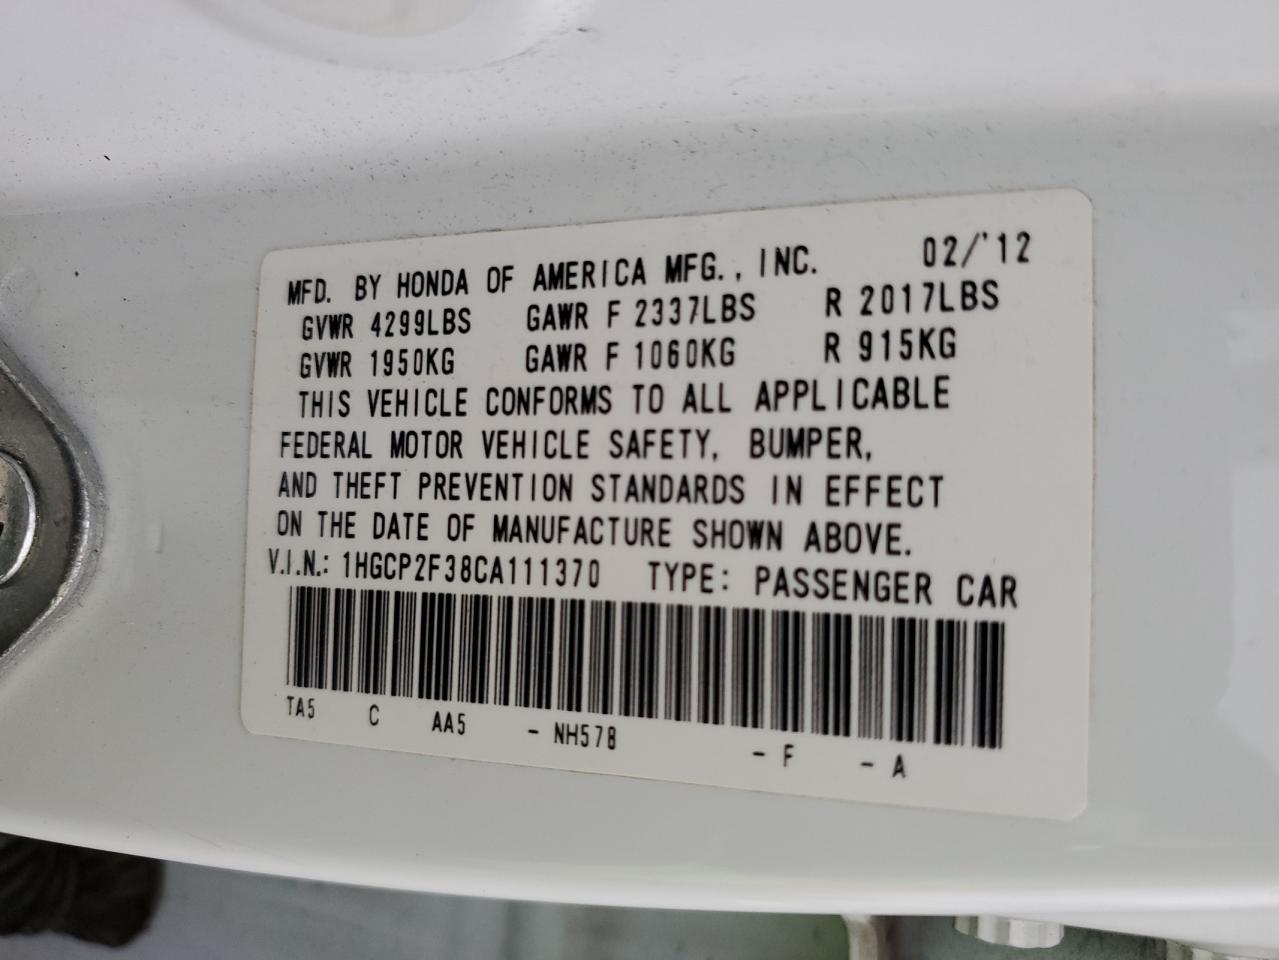 MFD. BY HONDA OF AMERICA MFG., INC. 02/'12
GVWR 4299LBS GAWR F 2337LBS R 2017LBS
GVWR 1950KG GAWR F 1060KG R 915KG
THIS VEHICLE CONFORMS TO ALL APPLICABLE
FEDERAL MOTOR VEHICLE SAFETY, BUMPER,
AND THEFT PREVENTION STANDARDS IN EFFECT
ON THE DATE OF MANUFACTURE SHOWN ABOVE.
V.I.N.: 1HGCP2F38CA111370 TYPE: PASSENGER CAR
TA5 C AA5 - NH578 - F - A